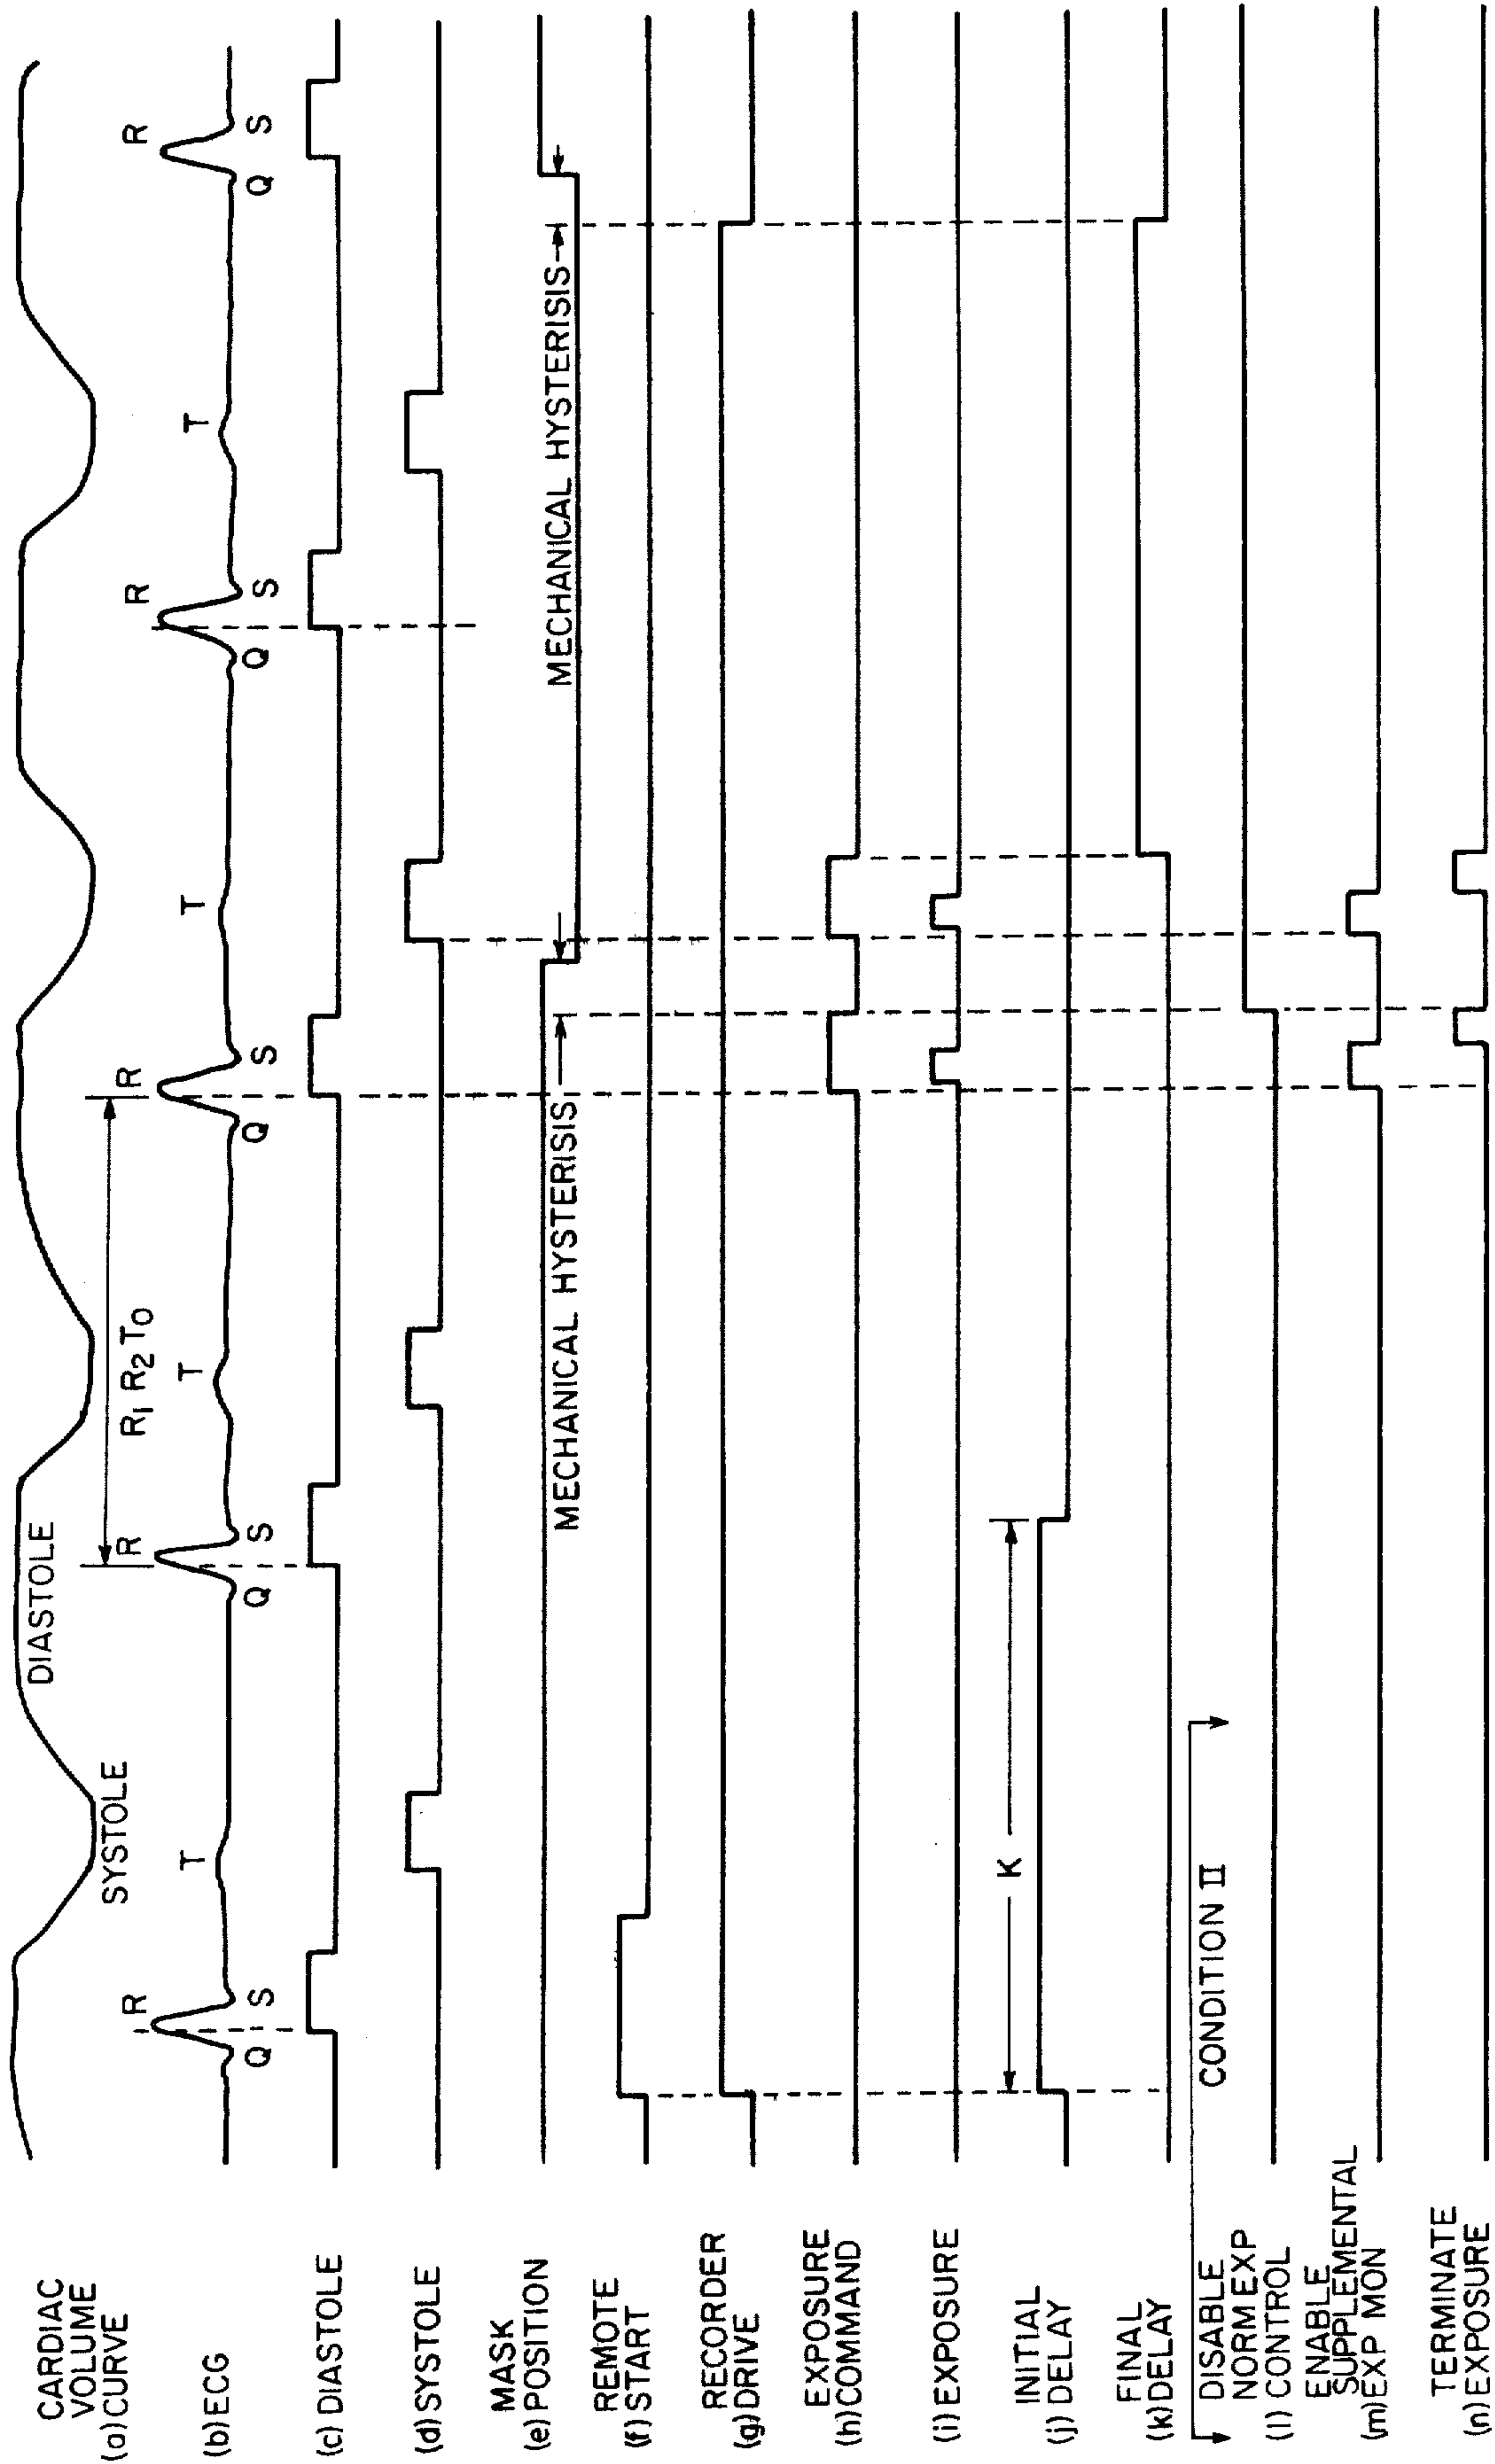 CARDIAC
VOLUME
(a) CURVE
DIASTOLE
SYSTOLE
R₁ R₂ T₀
(b) ECG
Q R S
T
Q R S
T
Q R S
T
Q R S
T
Q R S
(c) DIASTOLE
(d) SYSTOLE
MASK
(e) POSITION
MECHANICAL HYSTERISIS
MECHANICAL HYSTERISIS
REMOTE
(f) START
RECORDER
(g) DRIVE
EXPOSURE
(h) COMMAND
(i) EXPOSURE
INITIAL
(j) DELAY
K
FINAL
(k) DELAY
CONDITION II
DISABLE
NORM EXP
(l) CONTROL
ENABLE
SUPPLEMENTAL
(m) EXP MON
TERMINATE
(n) EXPOSURE